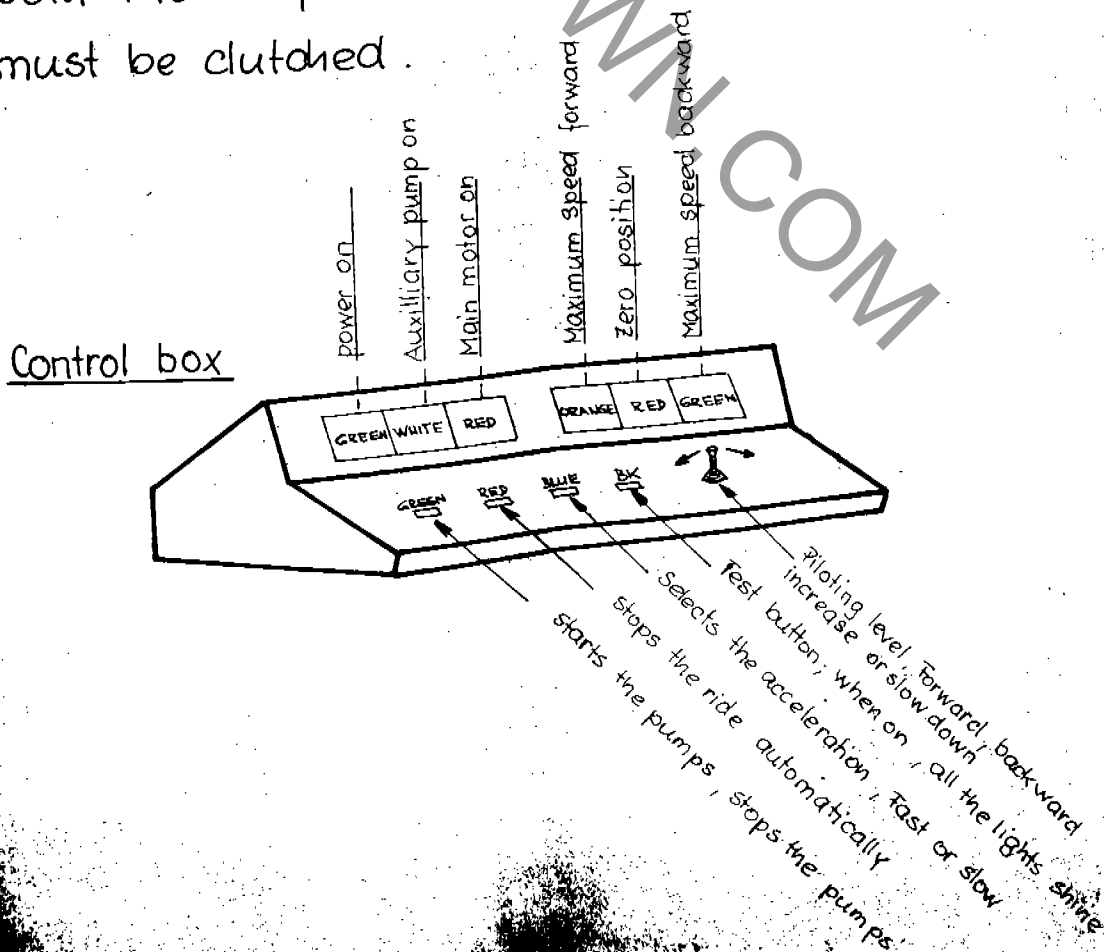 must be clutched.
WN.COM
Power on
Auxilliary pump on
Main motor on
Maximum speed forward
Zero position
Maximum speed backward
Control box
GREEN WHITE RED
ORANGE RED GREEN
GREEN
RED
BLUE
BK
Starts the pumps, stops the pumps.
Stops the ride automatically
Selects the acceleration, Fast or slow
Test button; when on, all the lights shine
Piloting level, Forward, backward
increase or slow down